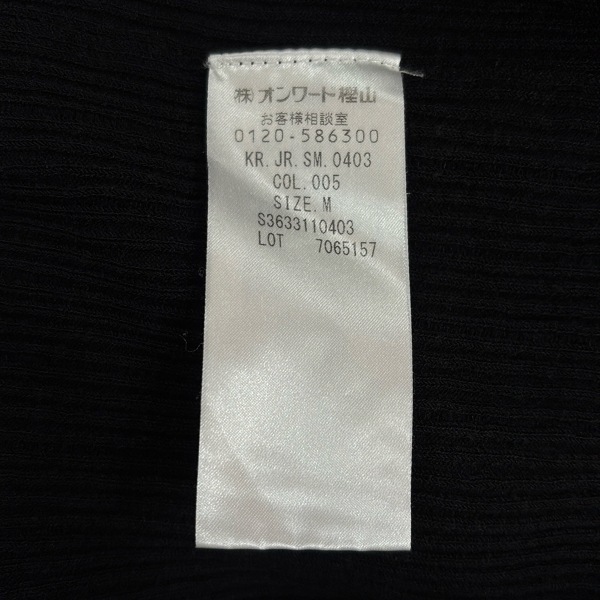 ㈱オンワード樫山
お客様相談室
0120-586300
KR.JR.SM.0403
COL.005
SIZE.M
S3633110403
LOT 7065157